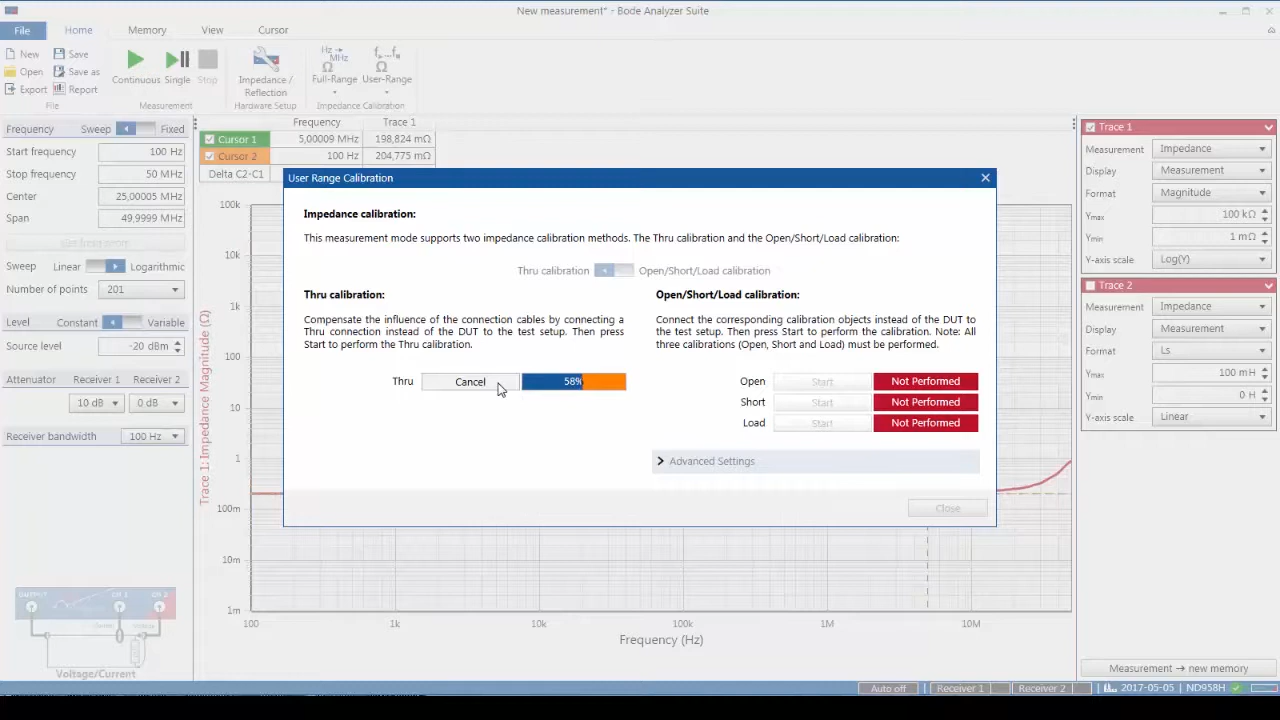 New measurement* - Bode Analyzer Suite
File Home Memory View Cursor
New Save
Open Save as
Export Report
File
Continuous Single Stop
Measurement
Impedance / Reflection
Hardware Setup
Hz → MHz Full-Range User-Range
Impedance Calibration
Frequency Sweep Fixed
Start frequency 100 Hz
Stop frequency 50 MHz
Center 25,00005 MHz
Span 49,9999 MHz
Sweep Linear Logarithmic
Number of points 201
Level Constant Variable
Source level -20 dBm
Attenuator Receiver 1 Receiver 2
10 dB 0 dB
Receiver bandwidth 100 Hz
OUTPUT CH 1 CH 2
Voltage/Current
Frequency Trace 1
Cursor 1 5,00009 MHz 198,824 mΩ
Cursor 2 100 Hz 204,775 mΩ
Delta C2-C1
User Range Calibration
Impedance calibration:
This measurement mode supports two impedance calibration methods. The Thru calibration and the Open/Short/Load calibration:
Thru calibration Open/Short/Load calibration
Thru calibration:
Compensate the influence of the connection cables by connecting a
Thru connection instead of the DUT to the test setup. Then press
Start to perform the Thru calibration.
Thru Cancel 58%
Open/Short/Load calibration:
Connect the corresponding calibration objects instead of the DUT to
the test setup. Then press Start to perform the calibration. Note: All
three calibrations (Open, Short and Load) must be performed.
Open Start Not Performed
Short Start Not Performed
Load Start Not Performed
Advanced Settings
Close
Trace 1: Impedance Magnitude (Ω)
100k
10k
1k
100
10
1
100m
10m
1m
100 1k 10k 100k 1M 10M
Frequency (Hz)
Trace 1
Measurement Impedance
Display Measurement
Format Magnitude
Ymax 100 kΩ
Ymin 1 mΩ
Y-axis scale Log(Y)
Trace 2
Measurement Impedance
Display Measurement
Format Ls
Ymax 100 mH
Ymin 0 H
Y-axis scale Linear
Measurement → new memory
Auto off Receiver 1 Receiver 2 2017-05-05 ND958H